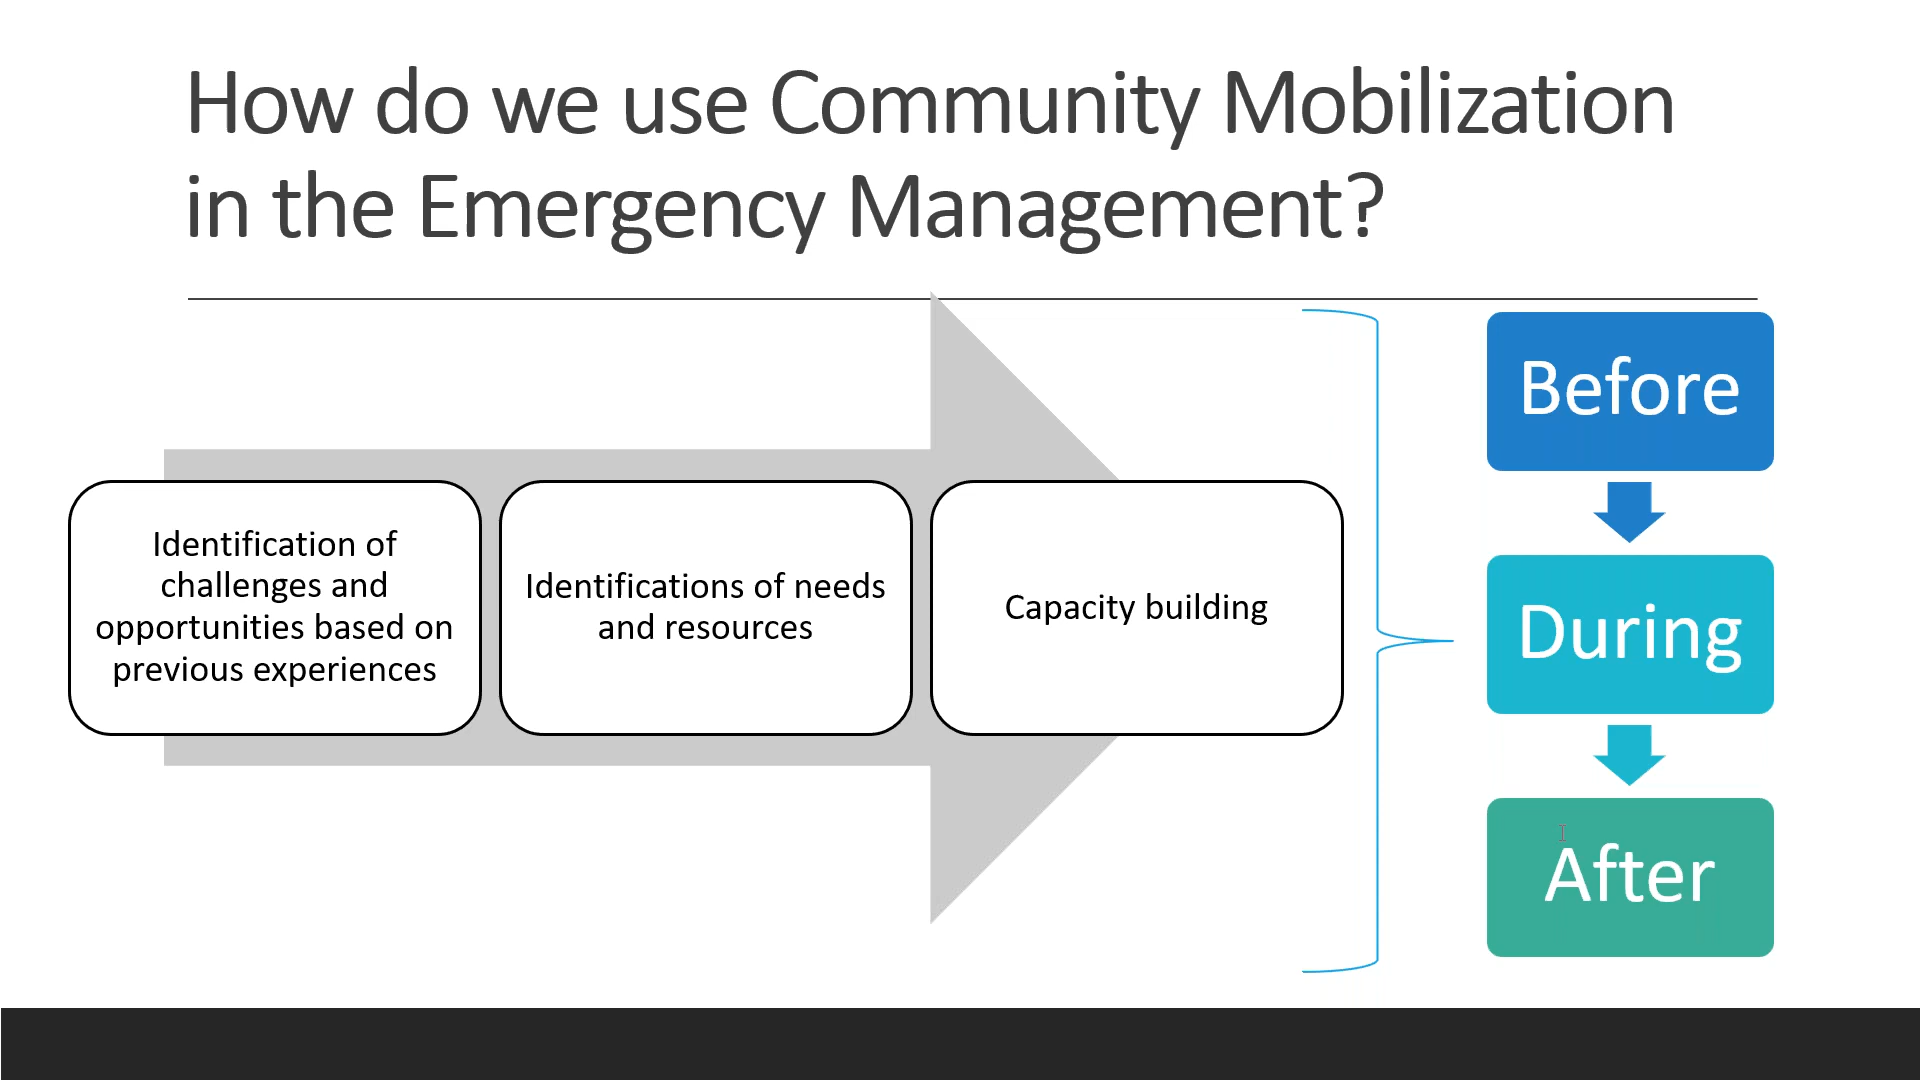 How do we use Community Mobilization
in the Emergency Management?
Identification of
challenges and
opportunities based on
previous experiences
Identifications of needs
and resources
Capacity building
Before
During
After